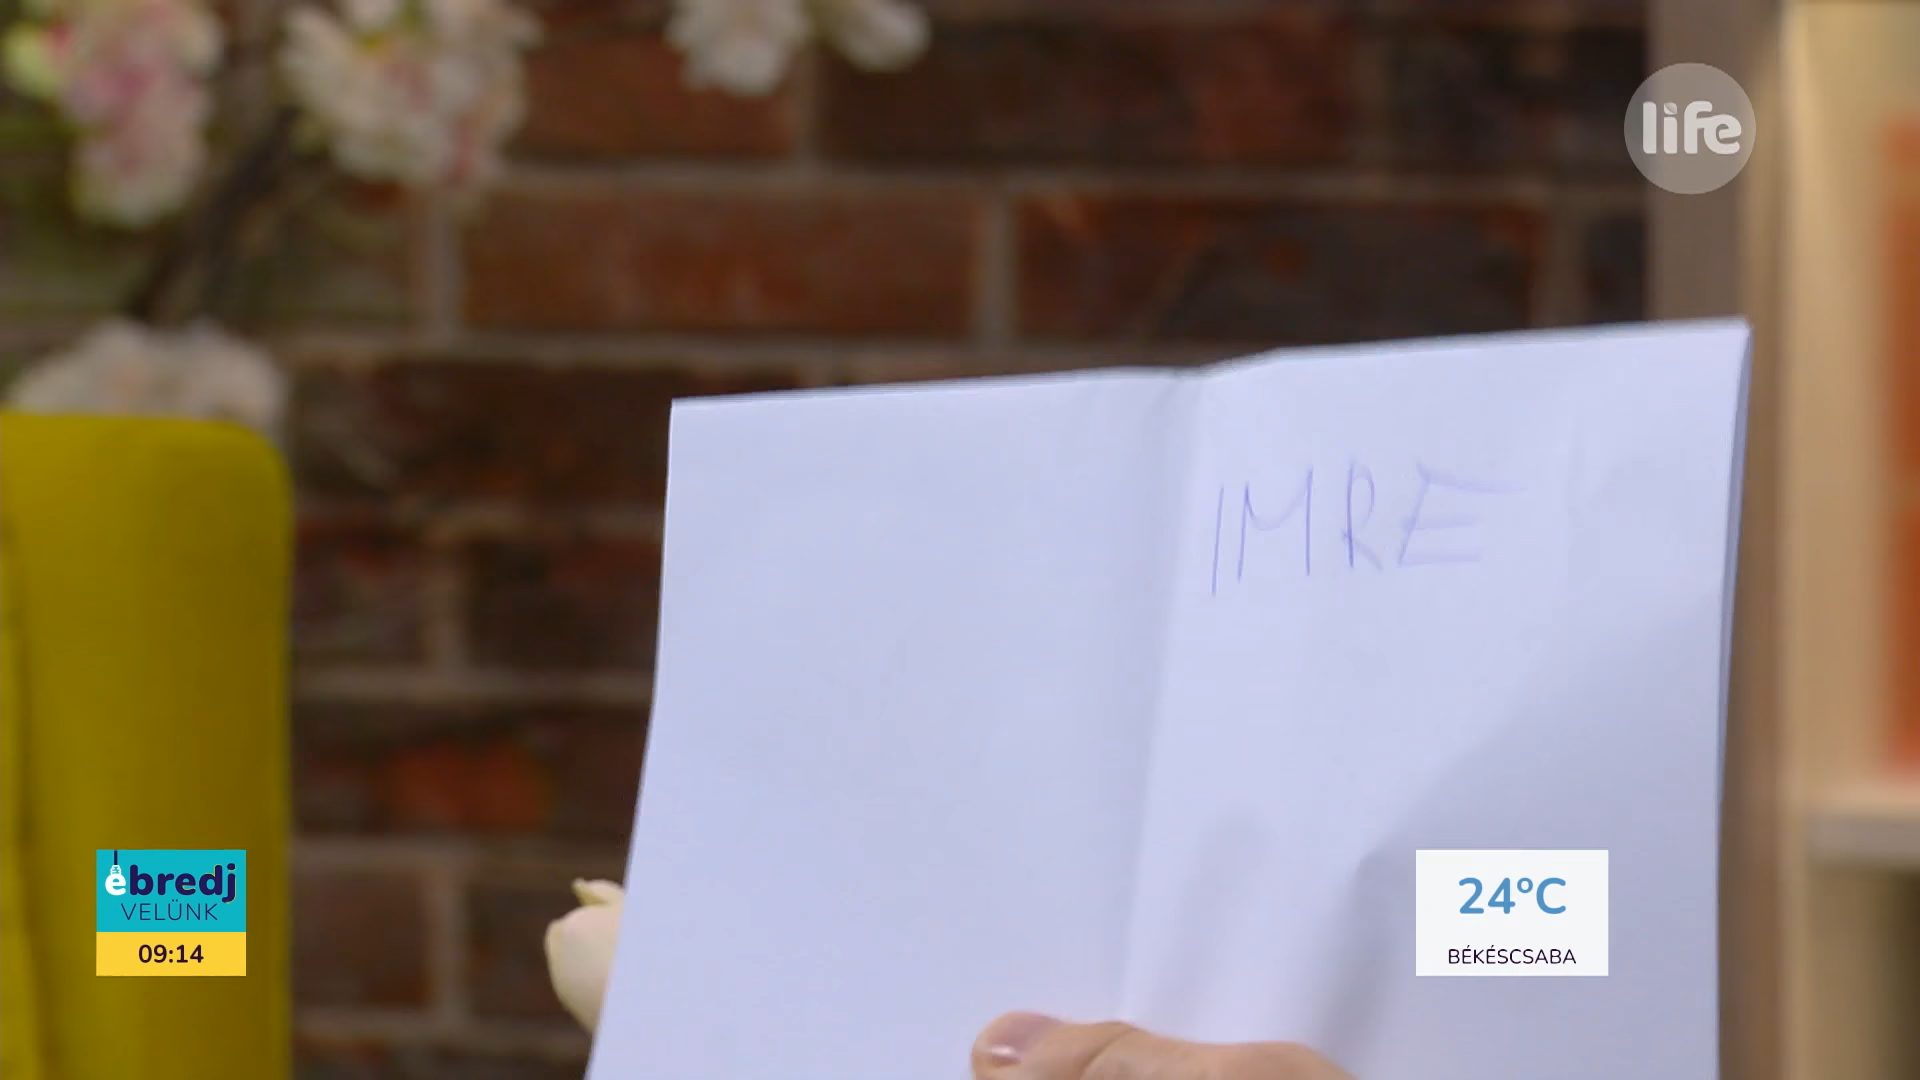 life
IMRE
ébredj
VELÜNK
09:14
24°C
BÉKÉSCSABA